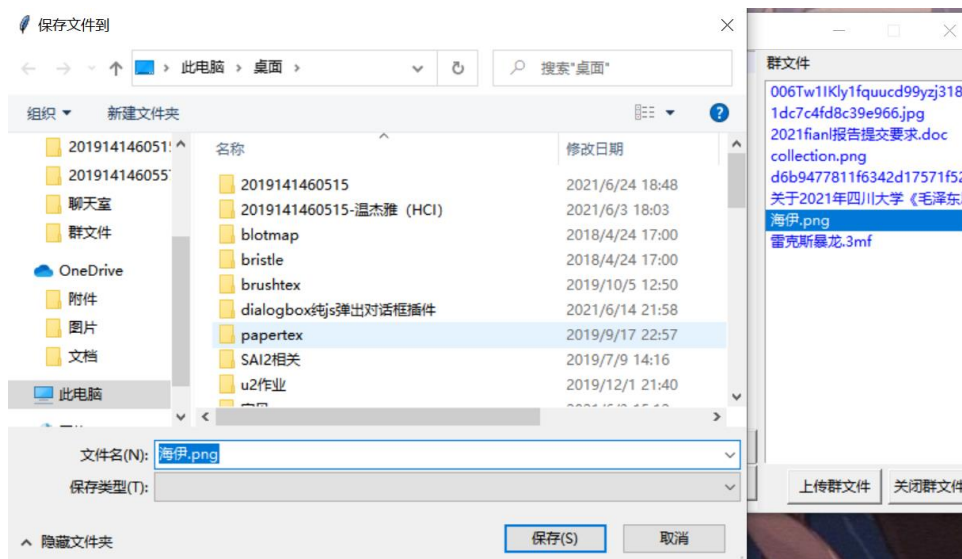 保存文件到
此电脑 › 桌面 ›
搜索"桌面"
组织
新建文件夹
201914146051
20191414605
聊天室
群文件
OneDrive
附件
图片
文档
此电脑
名称 修改日期
2019141460515 2021/6/24 18:48
2019141460515-温杰雅（HCI） 2021/6/3 18:03
blotmap 2018/4/24 17:00
bristle 2018/4/24 17:00
brushtex 2019/10/5 12:50
dialogbox纯js弹出对话框插件 2021/6/14 21:58
papertex 2019/9/17 22:57
SAI2相关 2019/7/9 14:16
u2作业 2019/12/1 21:40
文件名(N): 海伊.png
保存类型(T):
隐藏文件夹
保存(S)
取消
群文件
006Tw1IKly1fquucd99yzj318
1dc7c4fd8c39e966.jpg
2021fianl报告提交要求.doc
collection.png
d6b9477811f6342d17571f52
关于2021年四川大学《毛泽东
海伊.png
雷克斯暴龙.3mf
上传群文件
关闭群文件